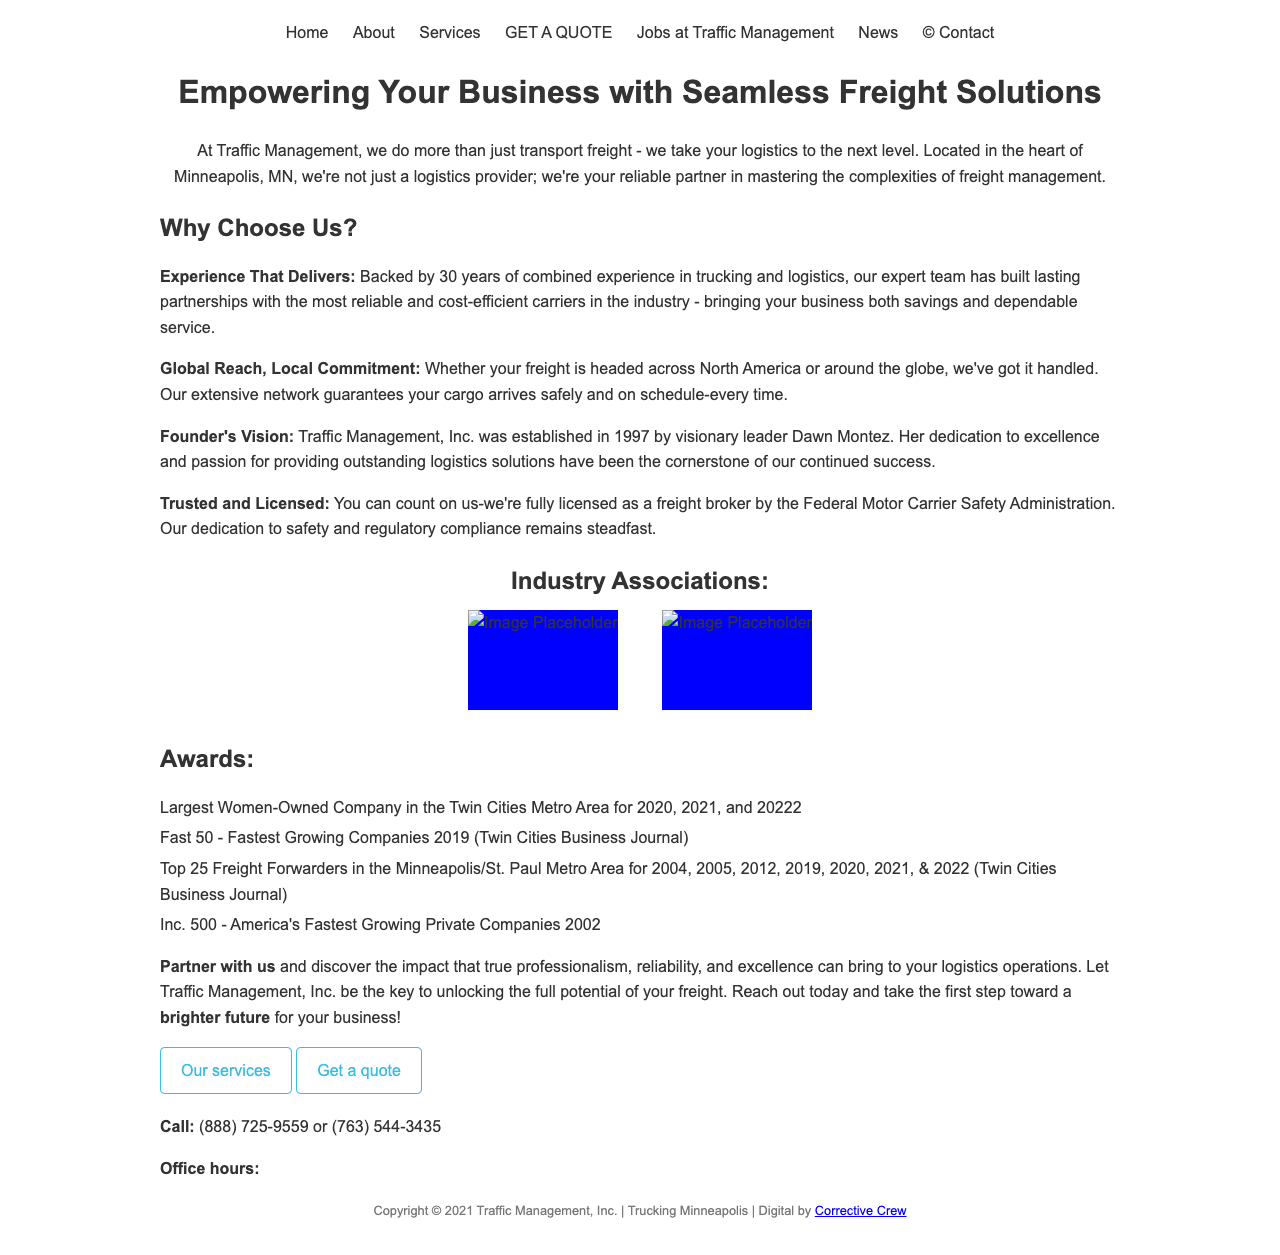 Home About Services GET A QUOTE Jobs at Traffic Management News © Contact
Empowering Your Business with Seamless Freight Solutions
At Traffic Management, we do more than just transport freight - we take your logistics to the next level. Located in the heart of
Minneapolis, MN, we're not just a logistics provider; we're your reliable partner in mastering the complexities of freight management.
Why Choose Us?
Experience That Delivers: Backed by 30 years of combined experience in trucking and logistics, our expert team has built lasting
partnerships with the most reliable and cost-efficient carriers in the industry - bringing your business both savings and dependable
service.
Global Reach, Local Commitment: Whether your freight is headed across North America or around the globe, we've got it handled.
Our extensive network guarantees your cargo arrives safely and on schedule-every time.
Founder's Vision: Traffic Management, Inc. was established in 1997 by visionary leader Dawn Montez. Her dedication to excellence
and passion for providing outstanding logistics solutions have been the cornerstone of our continued success.
Trusted and Licensed: You can count on us-we're fully licensed as a freight broker by the Federal Motor Carrier Safety Administration.
Our dedication to safety and regulatory compliance remains steadfast.
Industry Associations:
Image Placeholder Image Placeholder
Awards:
Largest Women-Owned Company in the Twin Cities Metro Area for 2020, 2021, and 20222
Fast 50 - Fastest Growing Companies 2019 (Twin Cities Business Journal)
Top 25 Freight Forwarders in the Minneapolis/St. Paul Metro Area for 2004, 2005, 2012, 2019, 2020, 2021, & 2022 (Twin Cities
Business Journal)
Inc. 500 - America's Fastest Growing Private Companies 2002
Partner with us and discover the impact that true professionalism, reliability, and excellence can bring to your logistics operations. Let
Traffic Management, Inc. be the key to unlocking the full potential of your freight. Reach out today and take the first step toward a
brighter future for your business!
Our services Get a quote
Call: (888) 725-9559 or (763) 544-3435
Office hours:
Copyright © 2021 Traffic Management, Inc. | Trucking Minneapolis | Digital by Corrective Crew